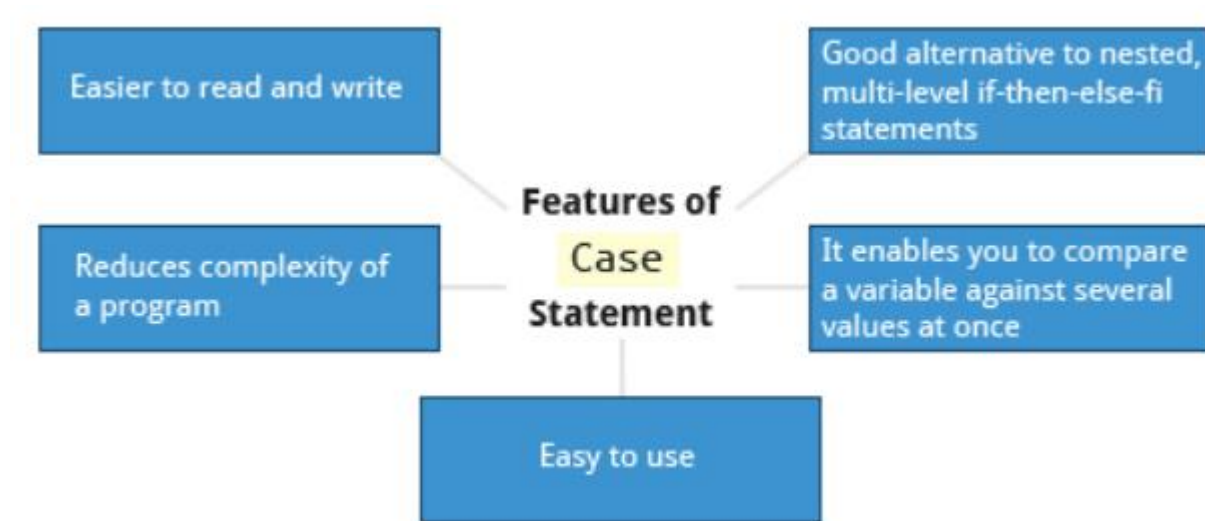 Easier to read and write
Good alternative to nested,
multi-level if-then-else-fi
statements
Features of
Case
Statement
Reduces complexity of
a program
It enables you to compare
a variable against several
values at once
Easy to use